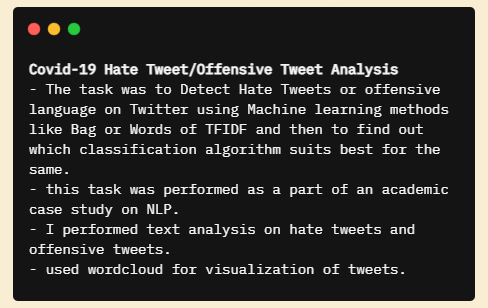 Covid-19 Hate Tweet/Offensive Tweet Analysis
- The task was to Detect Hate Tweets or offensive
language on Twitter using Machine learning methods
like Bag or Words of TFIDF and then to find out
which classification algorithm suits best for the
same.
- this task was performed as a part of an academic
case study on NLP.
- I performed text analysis on hate tweets and
offensive tweets.
- used wordcloud for visualization of tweets.